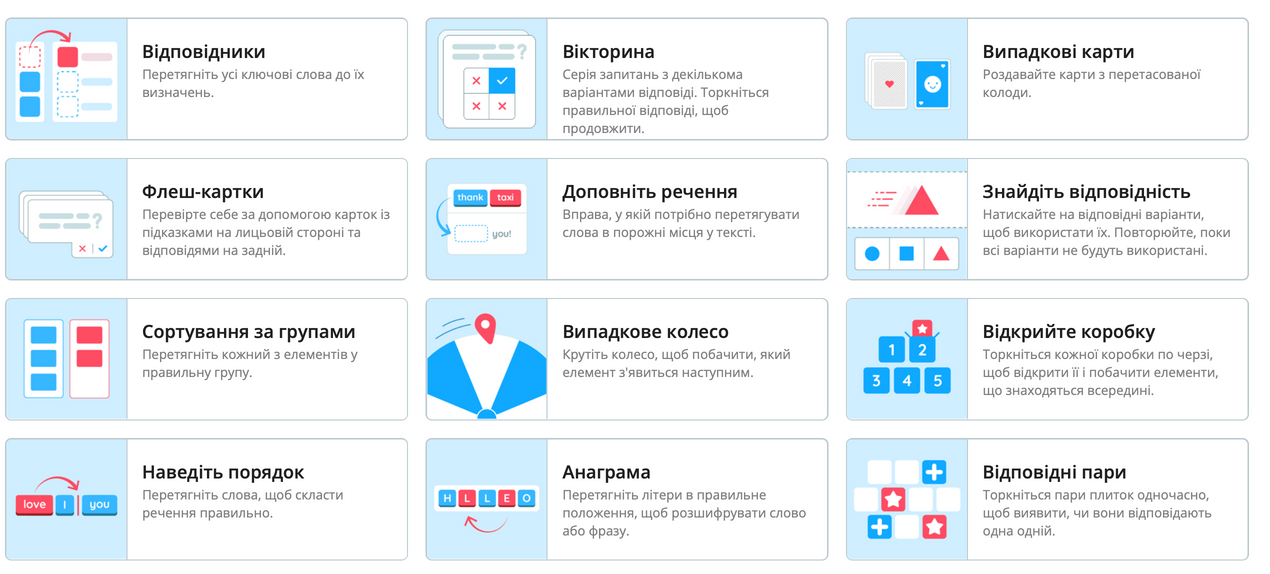 Відповідники
Перетягніть усі ключові слова до їх
визначень.
?
Вікторина
Серія запитань з декількома
варіантами відповіді. Торкніться
правильної відповіді, щоб
продовжити.
Випадкові карти
Роздавайте карти з перетасованої
колоди.
?
Флеш-картки
Перевірте себе за допомогою карток із
підказками на лицьовій стороні та
відповідями на задній.
thank taxi
you!
Доповніть речення
Вправа, у якій потрібно перетягувати
слова в порожні місця у тексті.
Знайдіть відповідність
Натискайте на відповідні варіанти,
щоб використати їх. Повторюйте, поки
всі варіанти не будуть використані.
Сортування за групами
Перетягніть кожний з елементів у
правильну групу.
Випадкове колесо
Крутіть колесо, щоб побачити, який
елемент з'явиться наступним.
1 2
3 4 5
Відкрийте коробку
Торкніться кожної коробки по черзі,
щоб відкрити її і побачити елементи,
що знаходяться всередині.
love I you
Наведіть порядок
Перетягніть слова, щоб скласти
речення правильно.
H L L E O
Анаграма
Перетягніть літери в правильне
положення, щоб розшифрувати слово
або фразу.
Відповідні пари
Торкніться пари плиток одночасно,
щоб виявити, чи вони відповідають
одна одній.